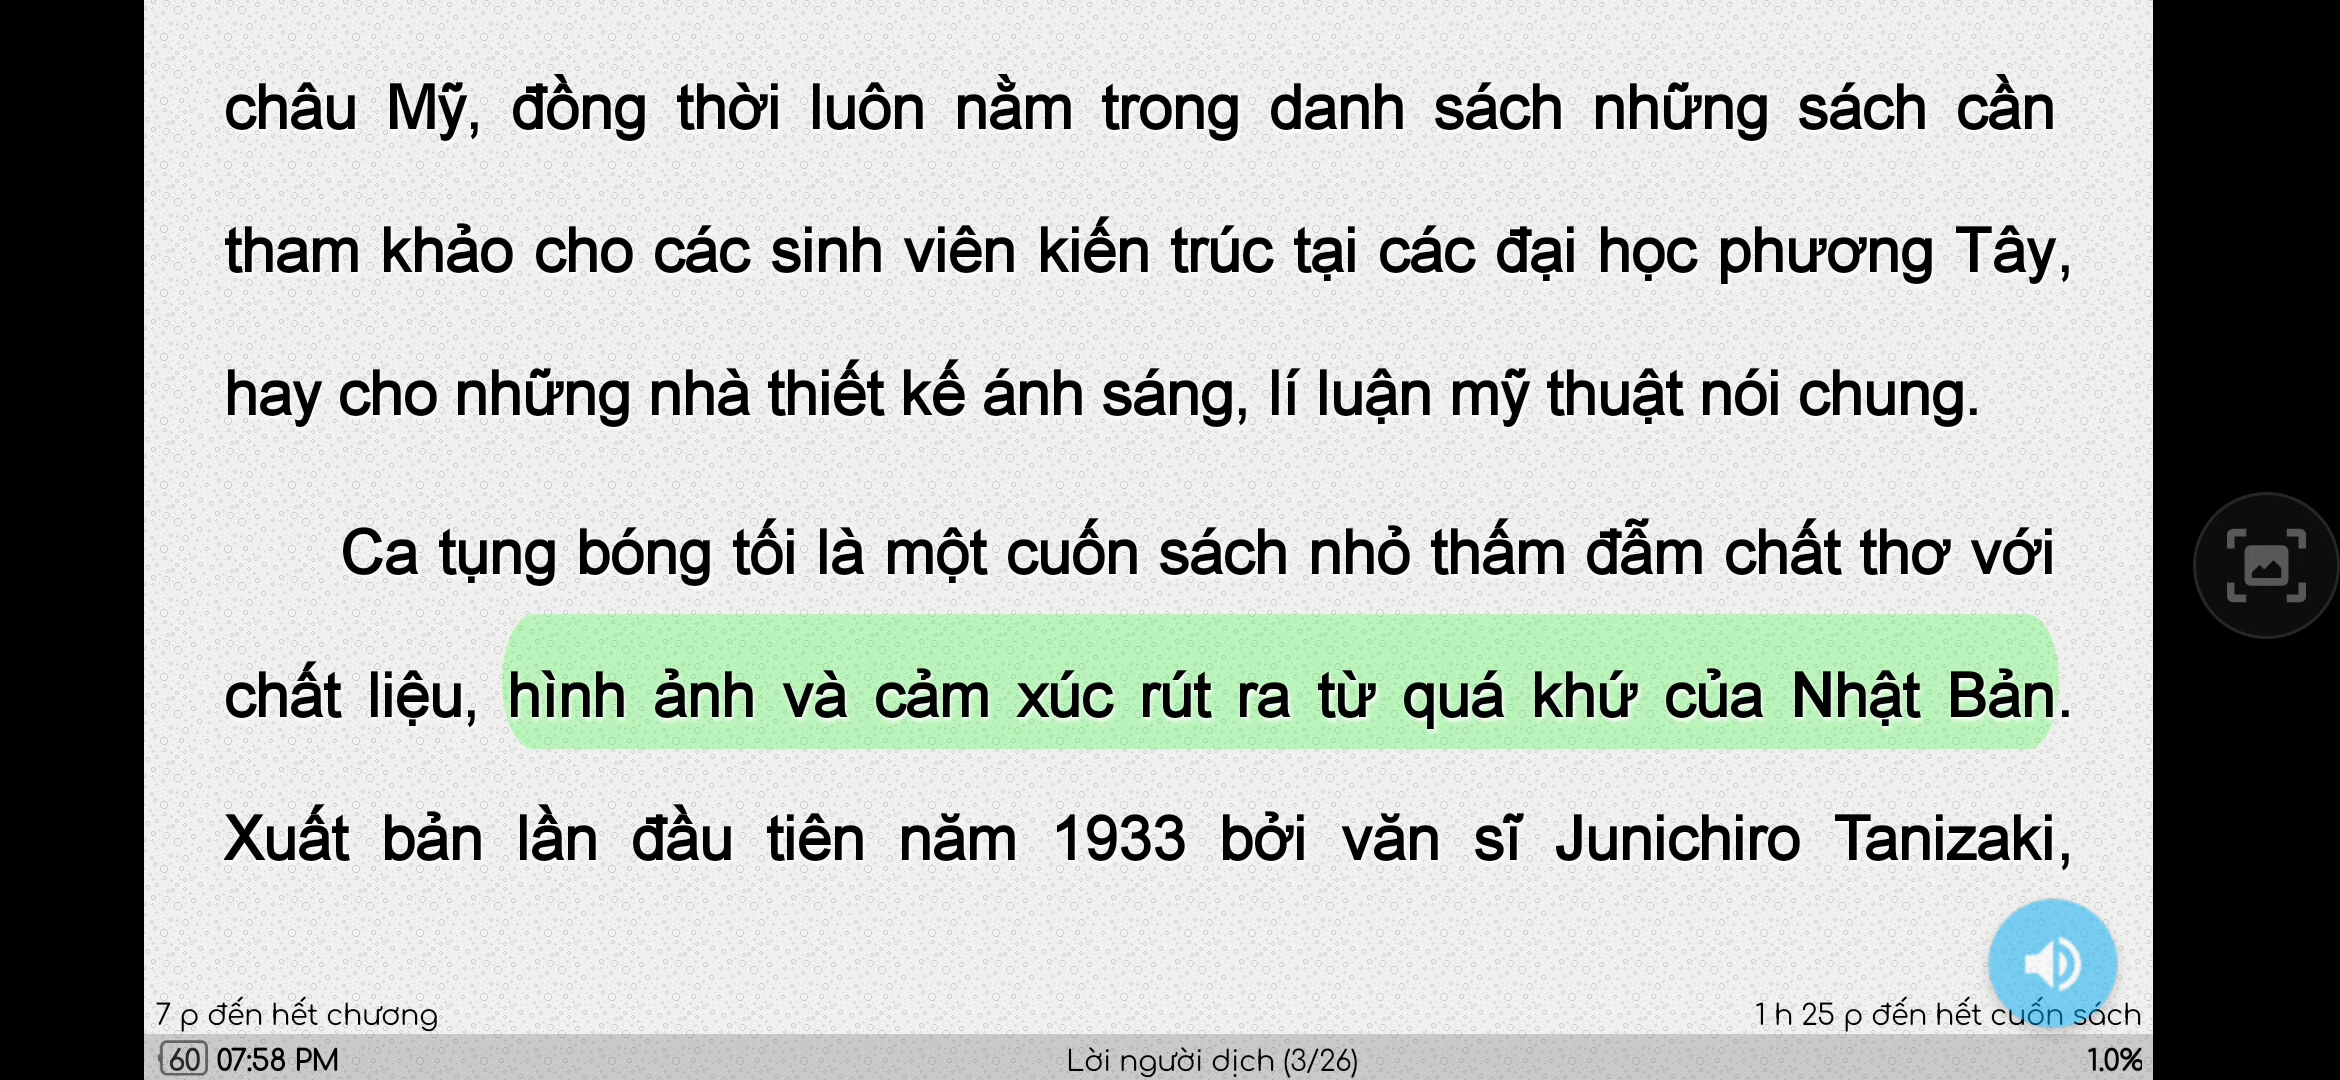 châu Mỹ, đồng thời luôn nằm trong danh sách những sách cần
tham khảo cho các sinh viên kiến trúc tại các đại học phương Tây,
hay cho những nhà thiết kế ánh sáng, lí luận mỹ thuật nói chung.
Ca tụng bóng tối là một cuốn sách nhỏ thấm đẫm chất thơ với
chất liệu, hình ảnh và cảm xúc rút ra từ quá khứ của Nhật Bản.
Xuất bản lần đầu tiên năm 1933 bởi văn sĩ Junichiro Tanizaki,
7 p đến hết chương
1 h 25 p đến hết cuốn sách
60 07:58 PM
Lời người dịch (3/26)
1.0%